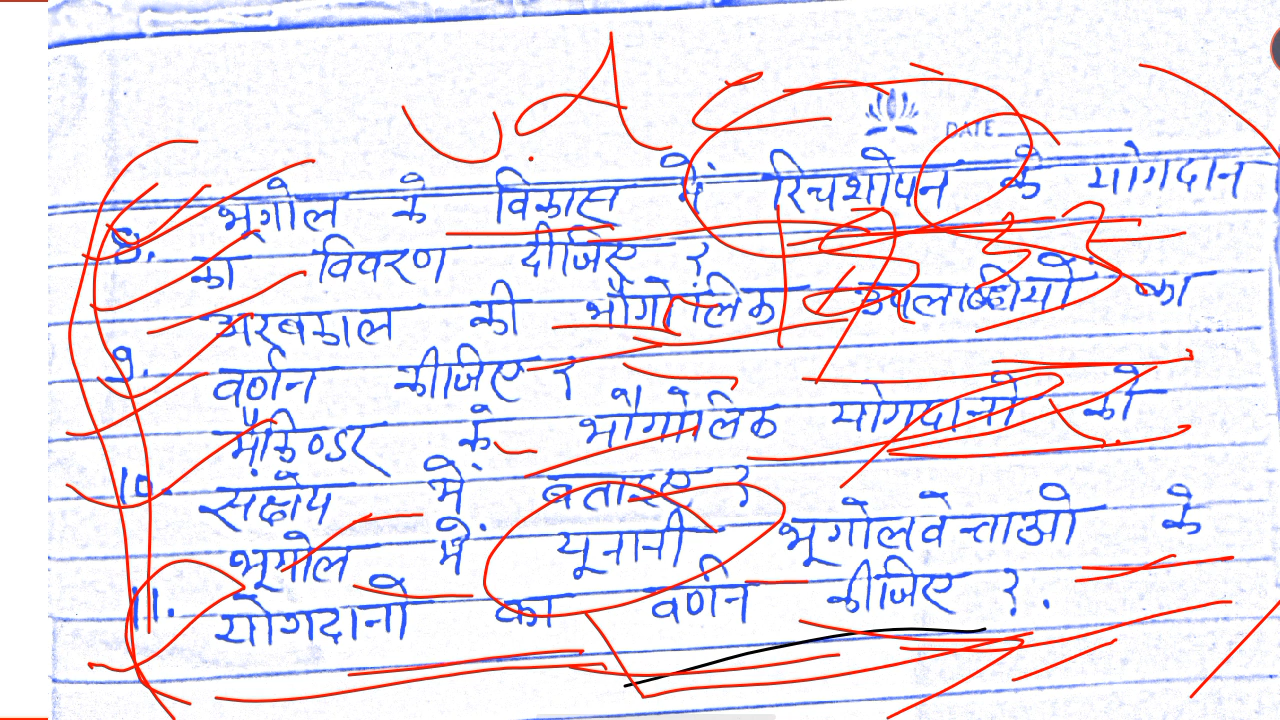 DATE
भूगोल के विकास में रिचथोपन के योगदान
8. का विवरण दीजिए ?
अरबकाल की भौगोलिक उपलब्धियों का
9. वर्णन कीजिए ?
मैकिण्डर के भौगोलिक योगदानो को
10. संक्षेप में बताइए ?
भूगोल में यूनानी भूगोलवेत्ताओ के
11. योगदानो का वर्णन कीजिए ?.